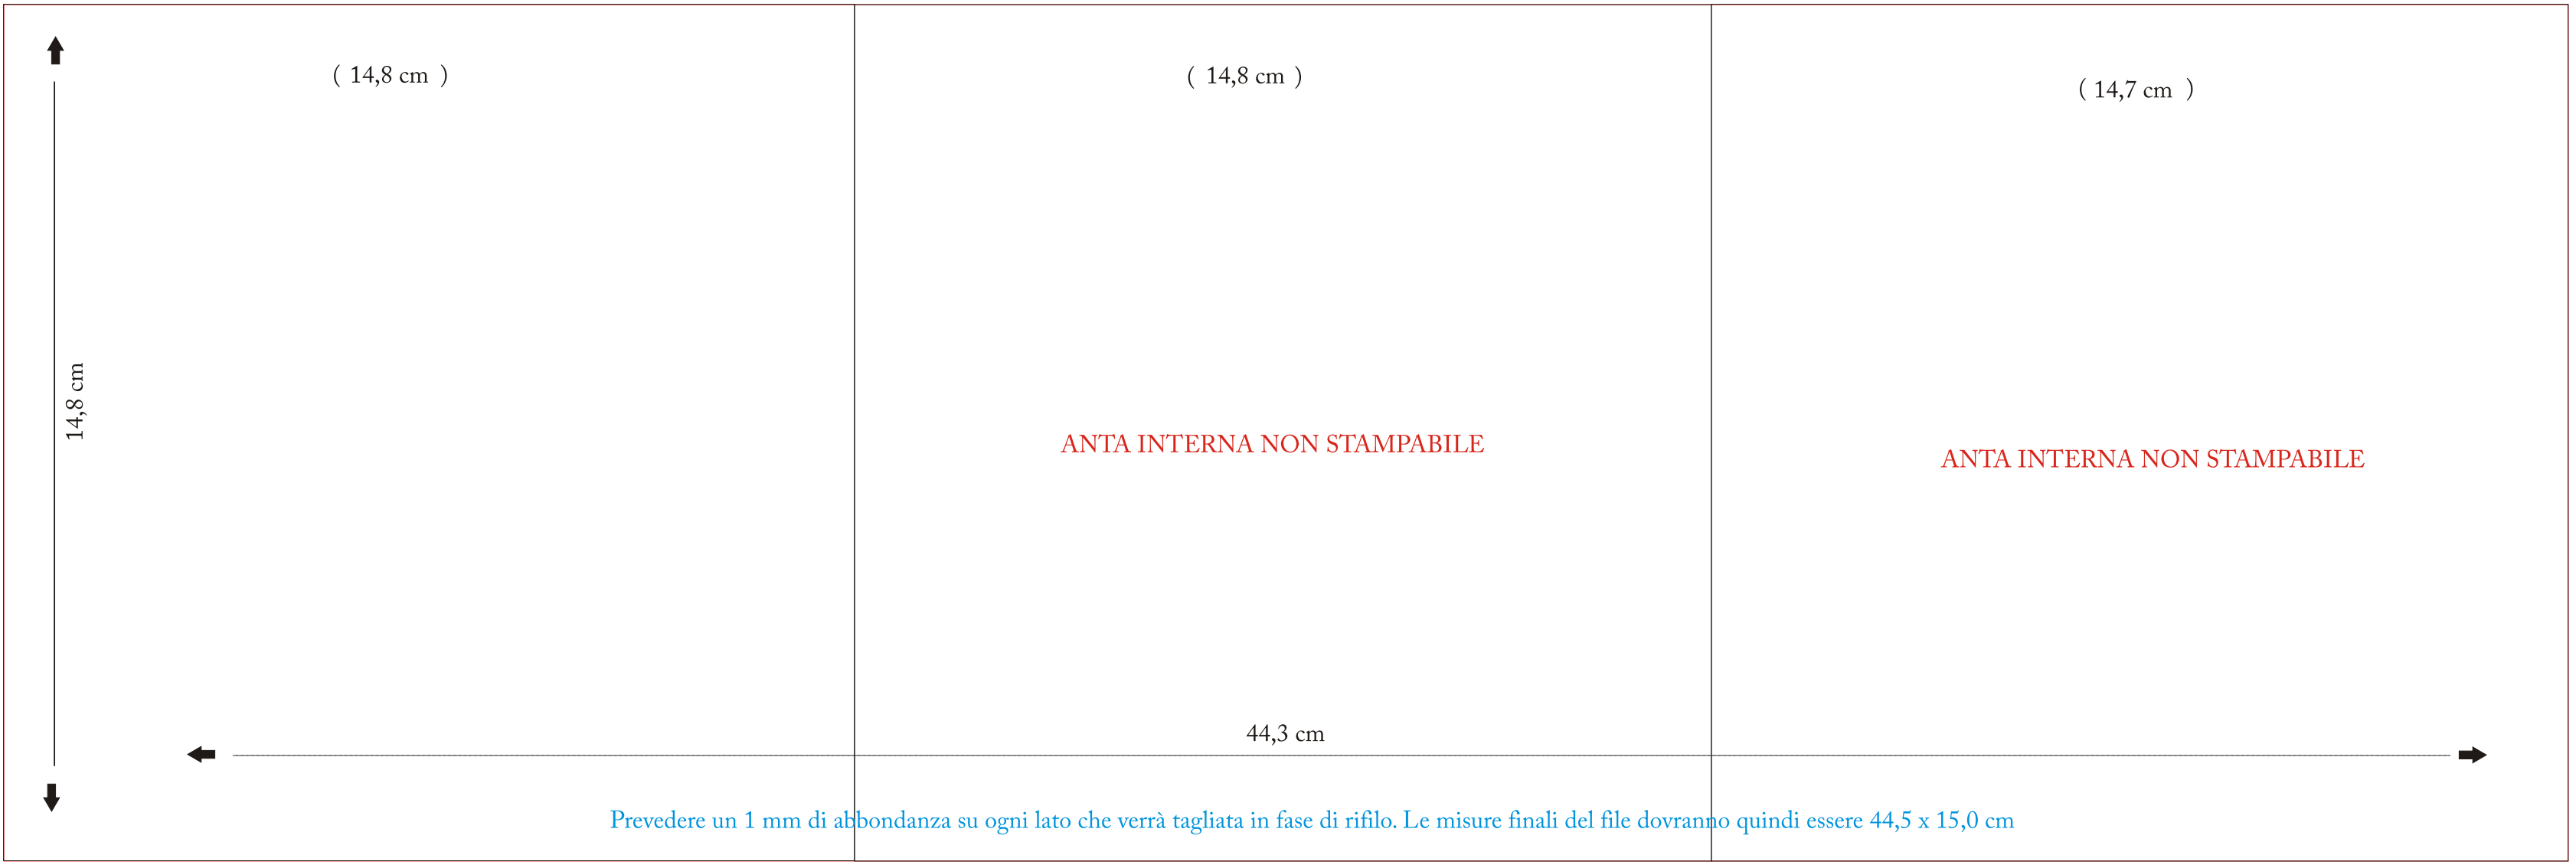 ( 14,8 cm )
( 14,8 cm )
( 14,7 cm )
14,8 cm
ANTA INTERNA NON STAMPABILE
ANTA INTERNA NON STAMPABILE
44,3 cm
Prevedere un 1 mm di abbondanza su ogni lato che verrà tagliata in fase di rifilo. Le misure finali del file dovranno quindi essere 44,5 x 15,0 cm